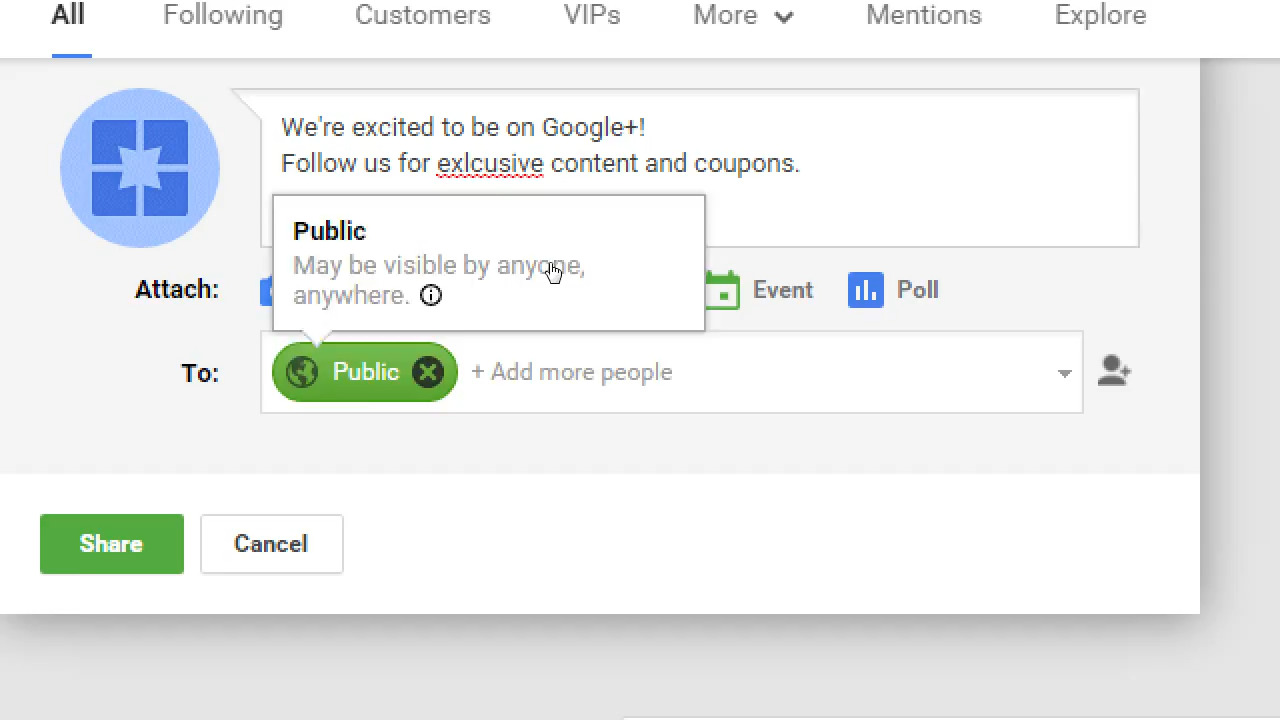 All Following Customers VIPs More Mentions Explore
We're excited to be on Google+!
Follow us for exlcusive content and coupons.
Public
May be visible by anyone,
anywhere.
Attach: Event Poll
To: Public + Add more people
Share Cancel